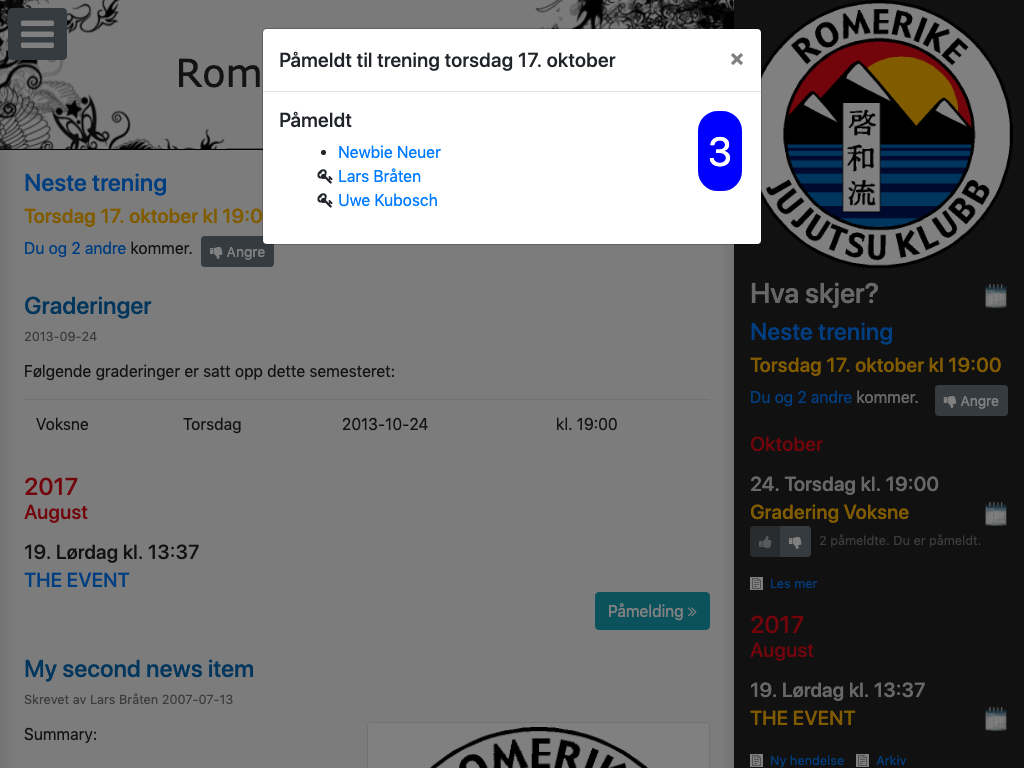 Rom
Påmeldt til trening torsdag 17. oktober
×
Påmeldt
Newbie Neuer
Lars Bråten
Uwe Kubosch
3
Neste trening
Torsdag 17. oktober kl 19:0
Du og 2 andre kommer.
Angre
Graderinger
2013-09-24
Følgende graderinger er satt opp dette semesteret:
Voksne Torsdag 2013-10-24 kl. 19:00
2017
August
19. Lørdag kl. 13:37
THE EVENT
Påmelding »
My second news item
Skrevet av Lars Bråten 2007-07-13
Summary:
ROMERIKE
ROMERIKE
啓和流
JUJUTSU KLUBB
Hva skjer?
Neste trening
Torsdag 17. oktober kl 19:00
Du og 2 andre kommer.
Angre
Oktober
24. Torsdag kl. 19:00
Gradering Voksne
2 påmeldte. Du er påmeldt.
Les mer
2017
August
19. Lørdag kl. 13:37
THE EVENT
Ny hendelse Arkiv